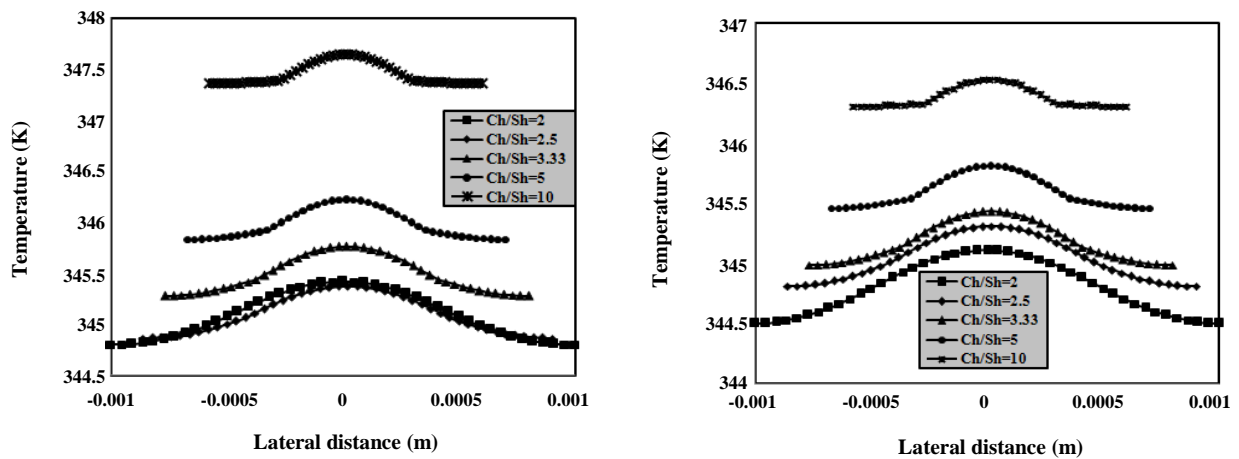 348
347.5
347
346.5
346
345.5
345
344.5
-0.001
-0.0005
0
0.0005
0.001
Temperature (K)
Lateral distance (m)
Ch/Sh=2
Ch/Sh=2.5
Ch/Sh=3.33
Ch/Sh=5
Ch/Sh=10
347
346.5
346
345.5
345
344.5
344
-0.001
-0.0005
0
0.0005
0.001
Temperature (K)
Lateral distance (m)
Ch/Sh=2
Ch/Sh=2.5
Ch/Sh=3.33
Ch/Sh=5
Ch/Sh=10